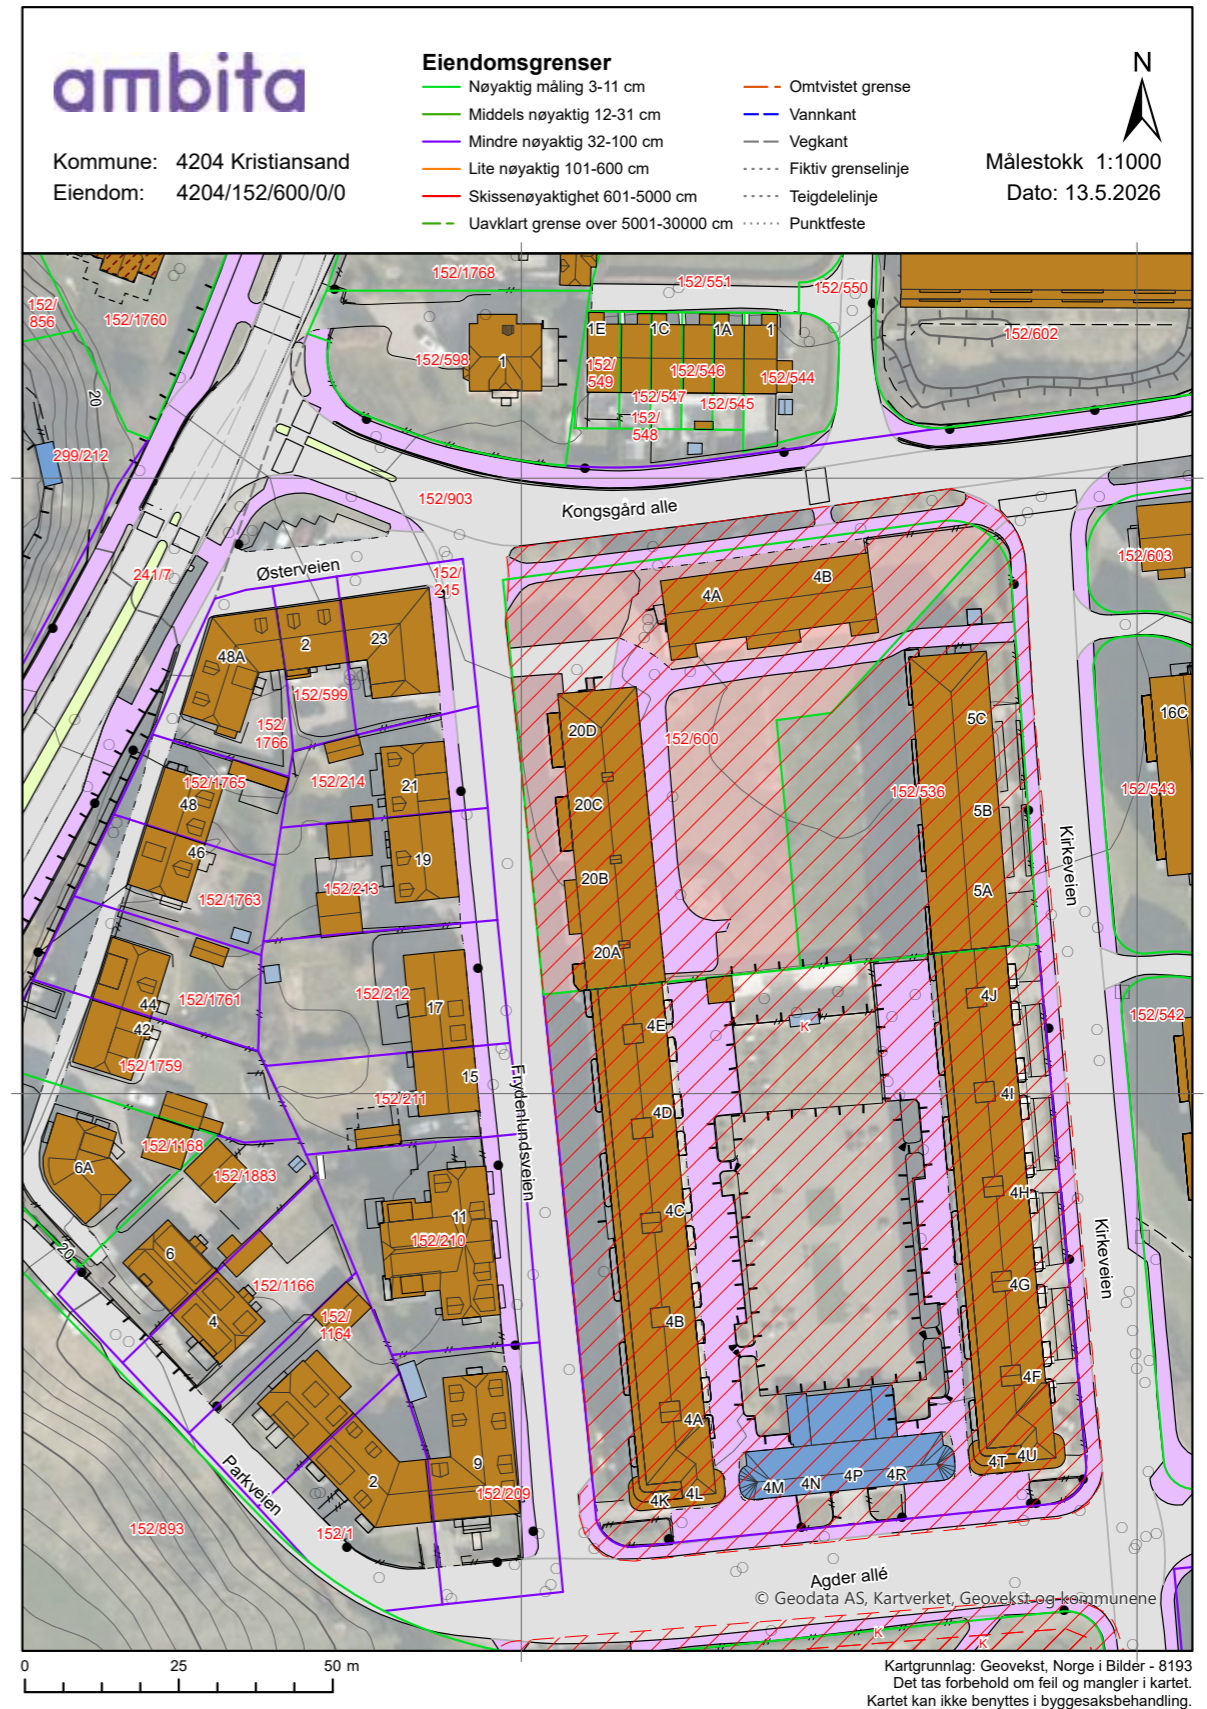 ambita
Kommune: 4204 Kristiansand
Eiendom: 4204/152/600/0/0
Eiendomsgrenser
Nøyaktig måling 3-11 cm
Middels nøyaktig 12-31 cm
Mindre nøyaktig 32-100 cm
Lite nøyaktig 101-600 cm
Skissenøyaktighet 601-5000 cm
Uavklart grense over 5001-30000 cm
Omtvistet grense
Vannkant
Vegkant
Fiktiv grenselinje
Teigdelelinje
Punktfeste
N
Målestokk 1:1000
Dato: 13.5.2026
152/1768
152/551
152/550
152/
856
152/1760
152/602
1E
1C
1A
1
152/598
1
152/
549
152/546
152/544
152/547
152/545
152/
548
20
299/212
152/903
Kongsgård alle
241/7
Østerveien
152/
215
152/603
4A
4B
48A
2
23
152/599
152/
1766
20D
152/600
5C
16C
152/1765
152/214
48
21
20C
152/536
5B
152/543
46
19
Kirkeveien
152/1763
152/213
20B
5A
20A
44
152/1761
152/212
17
4E
K
4J
152/542
42
152/1759
15
152/211
Frydenlundsveien
4D
4I
152/1168
6A
152/1883
4H
11
152/210
4C
Kirkeveien
20
6
152/1166
4G
4
152/
1164
4B
4F
4A
Parkveien
2
9
152/209
4K
4L
4M
4N
4P
4R
4T
4U
152/893
152/1
Agder allé
© Geodata AS, Kartverket, Geovekst og kommunene
K
K
0
25
50 m
Kartgrunnlag: Geovekst, Norge i Bilder - 8193
Det tas forbehold om feil og mangler i kartet.
Kartet kan ikke benyttes i byggesaksbehandling.